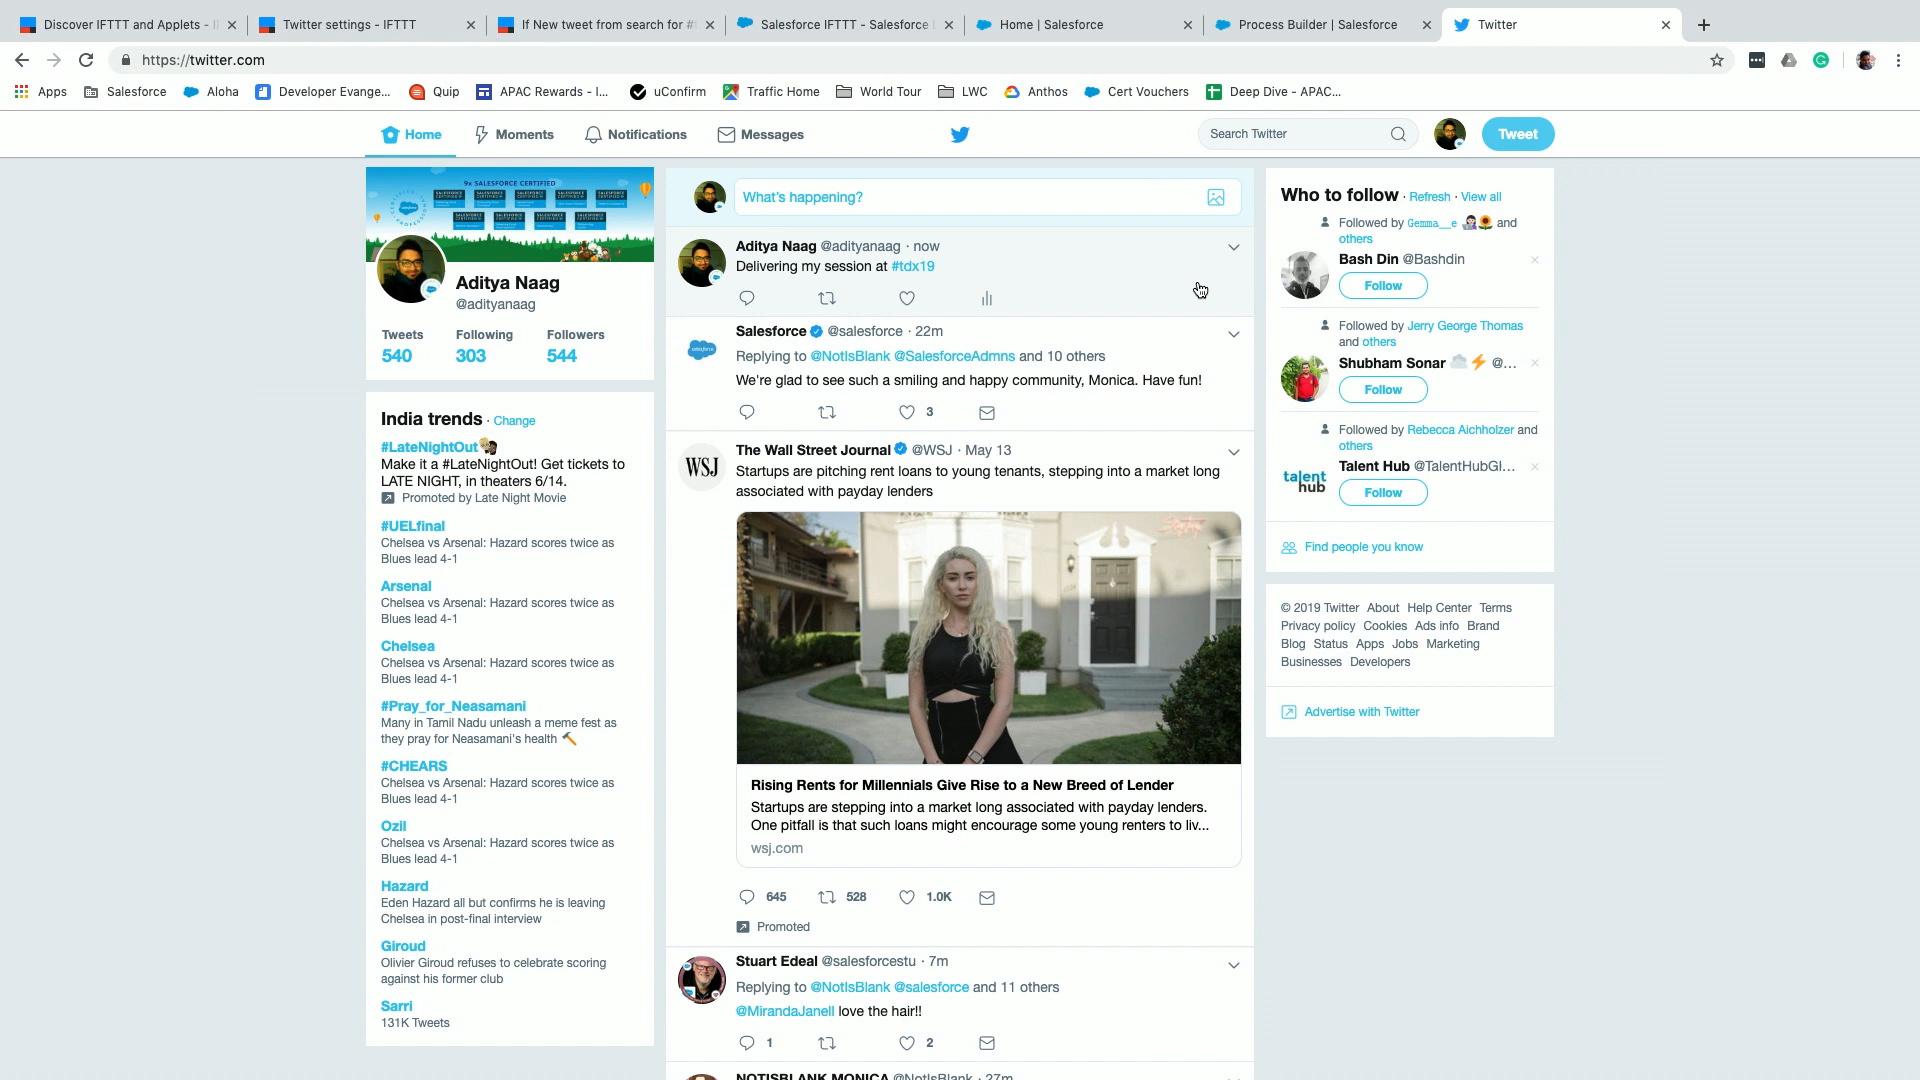 Discover IFTTT and Applets - I
Twitter settings - IFTTT
If New tweet from search for #t
Salesforce IFTTT - Salesforce
Home | Salesforce
Process Builder | Salesforce
Twitter
https://twitter.com
Apps
Salesforce
Aloha
Developer Evange...
Quip
APAC Rewards - I...
uConfirm
Traffic Home
World Tour
LWC
Anthos
Cert Vouchers
Deep Dive - APAC...
Home
Moments
Notifications
Messages
Search Twitter
Tweet
9x SALESFORCE CERTIFIED
Aditya Naag
@adityanaag
Tweets Following Followers
540 303 544
India trends · Change
#LateNightOut
Make it a #LateNightOut! Get tickets to
LATE NIGHT, in theaters 6/14.
Promoted by Late Night Movie
#UELfinal
Chelsea vs Arsenal: Hazard scores twice as
Blues lead 4-1
Arsenal
Chelsea vs Arsenal: Hazard scores twice as
Blues lead 4-1
Chelsea
Chelsea vs Arsenal: Hazard scores twice as
Blues lead 4-1
#Pray_for_Neasamani
Many in Tamil Nadu unleash a meme fest as
they pray for Neasamani's health 🔨
#CHEARS
Chelsea vs Arsenal: Hazard scores twice as
Blues lead 4-1
Ozil
Chelsea vs Arsenal: Hazard scores twice as
Blues lead 4-1
Hazard
Eden Hazard all but confirms he is leaving
Chelsea in post-final interview
Giroud
Olivier Giroud refuses to celebrate scoring
against his former club
Sarri
131K Tweets
What's happening?
Aditya Naag @adityanaag · now
Delivering my session at #tdx19
Salesforce @salesforce · 22m
Replying to @NotIsBlank @SalesforceAdmns and 10 others
We're glad to see such a smiling and happy community, Monica. Have fun!
3
WSJ
The Wall Street Journal @WSJ · May 13
Startups are pitching rent loans to young tenants, stepping into a market long
associated with payday lenders
Rising Rents for Millennials Give Rise to a New Breed of Lender
Startups are stepping into a market long associated with payday lenders.
One pitfall is that such loans might encourage some young renters to liv...
wsj.com
645 528 1.0K
Promoted
Stuart Edeal @salesforcestu · 7m
Replying to @NotIsBlank @salesforce and 11 others
@MirandaJanell love the hair!!
1 2
NOTISBLANK MONICA @NotIsBlank · 27m
Who to follow · Refresh · View all
Followed by Gemma__e 🌻 and
others
Bash Din @Bashdin
Follow
Followed by Jerry George Thomas
and others
Shubham Sonar ☁️⚡ @...
Follow
Followed by Rebecca Aichholzer and
others
talent
hub
Talent Hub @TalentHubGl...
Follow
Find people you know
© 2019 Twitter About Help Center Terms
Privacy policy Cookies Ads info Brand
Blog Status Apps Jobs Marketing
Businesses Developers
Advertise with Twitter